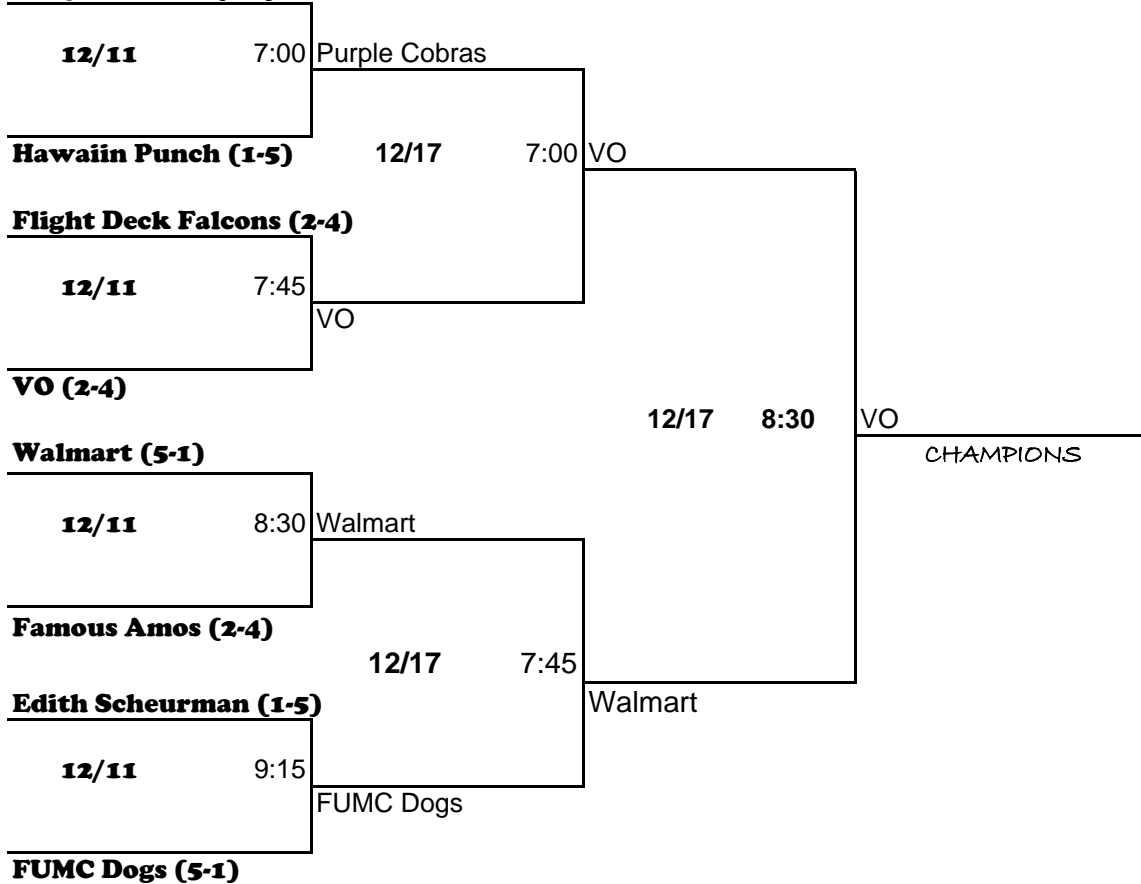 12/11 7:00 Purple Cobras
Hawaiin Punch (1-5) 12/17 7:00 VO
Flight Deck Falcons (2-4)
12/11 7:45
VO
VO (2-4)
12/17 8:30 VO
Walmart (5-1)
CHAMPIONS
12/11 8:30 Walmart
Famous Amos (2-4)
12/17 7:45
Edith Scheurman (1-5) Walmart
12/11 9:15
FUMC Dogs
FUMC Dogs (5-1)